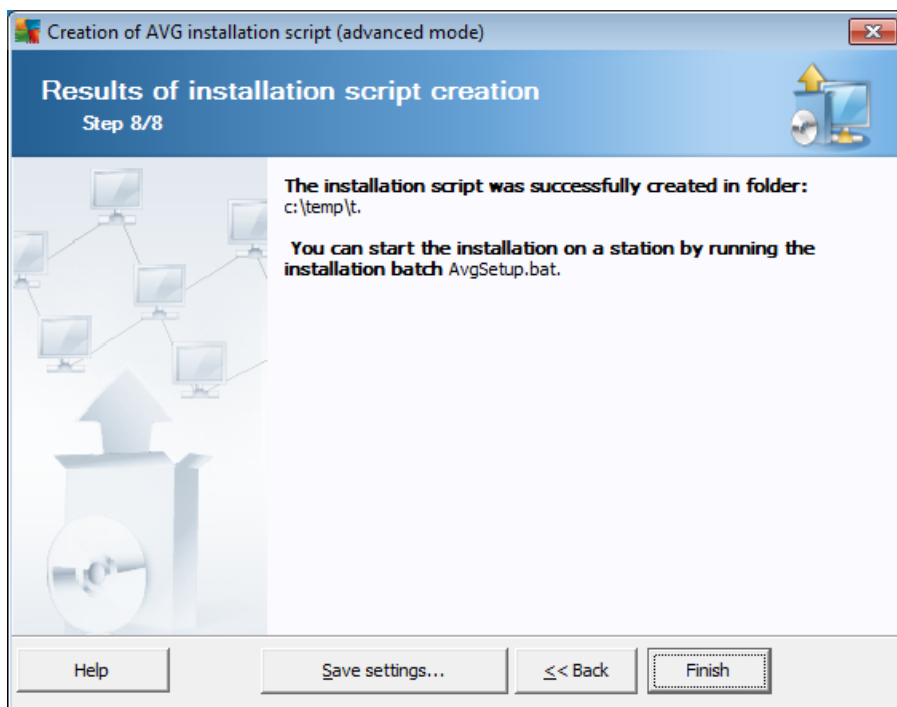 Creation of AVG installation script (advanced mode)
Results of installation script creation
Step 8/8
The installation script was successfully created in folder:
c:\temp\t.
You can start the installation on a station by running the
installation batch AvgSetup.bat.
Help
Save settings...
<< Back
Finish